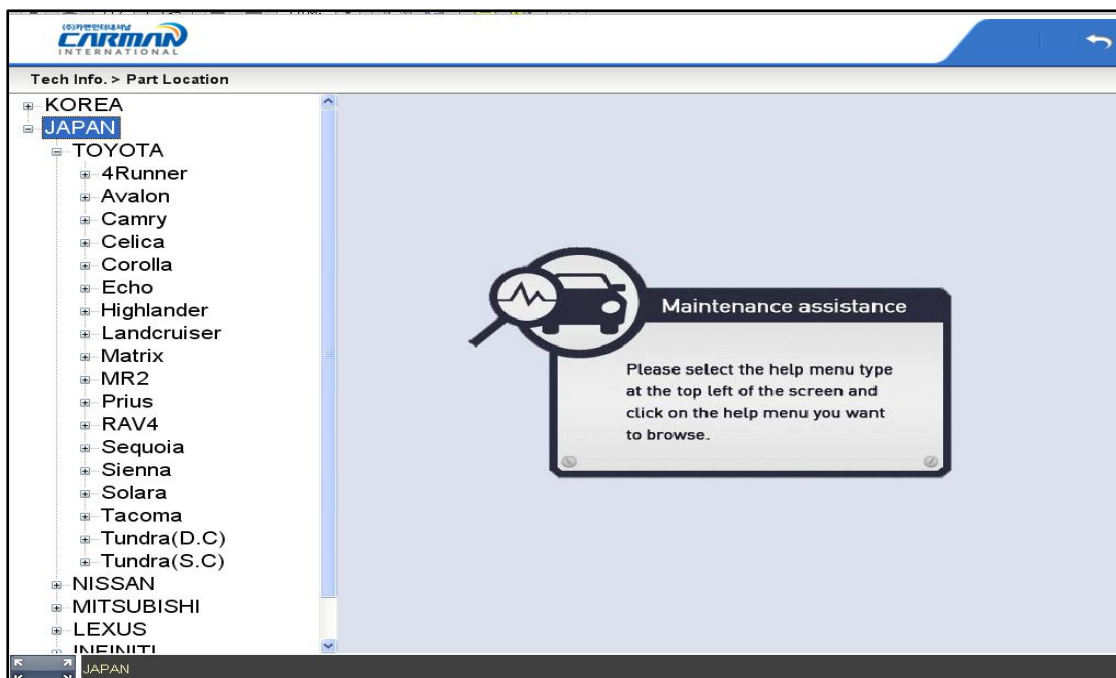 (주)카맨인터내셔날
CARMAN
INTERNATIONAL
Tech Info. > Part Location
KOREA
JAPAN
TOYOTA
4Runner
Avalon
Camry
Celica
Corolla
Echo
Highlander
Landcruiser
Matrix
MR2
Prius
RAV4
Sequoia
Sienna
Solara
Tacoma
Tundra(D.C)
Tundra(S.C)
NISSAN
MITSUBISHI
LEXUS
INFINITI
Maintenance assistance
Please select the help menu type
at the top left of the screen and
click on the help menu you want
to browse.
JAPAN